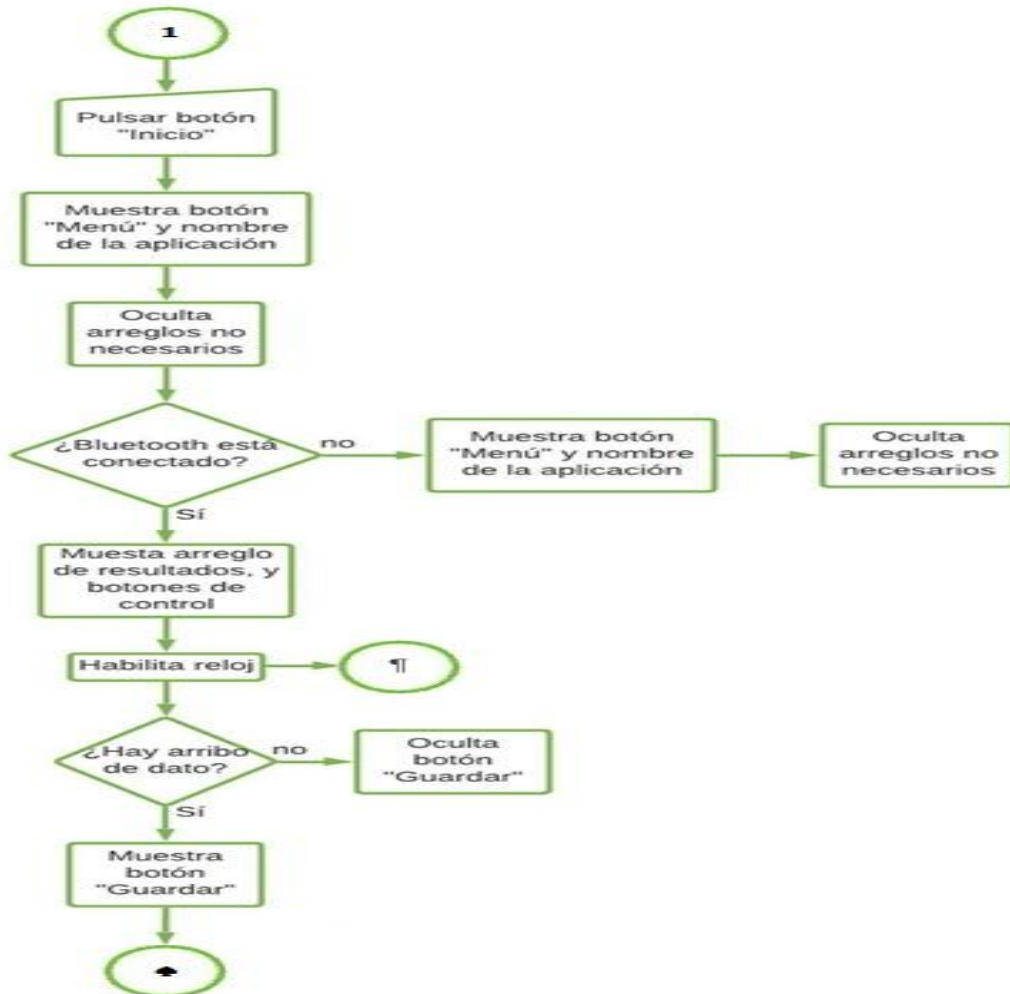 1
Pulsar botón
"Inicio"
Muestra botón
"Menú" y nombre
de la aplicación
Oculta
arreglos no
necesarios
¿Bluetooth está
conectado?
no
Muestra botón
"Menú" y nombre
de la aplicación
Oculta
arreglos no
necesarios
Sí
Muesta arreglo
de resultados, y
botones de
control
Habilita reloj
¶
¿Hay arribo
de dato?
no
Oculta
botón
"Guardar"
Sí
Muestra
botón
"Guardar"
♠